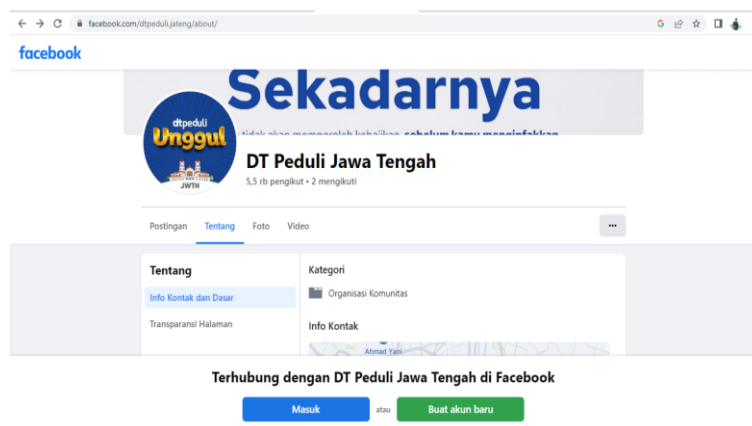 facebook.com/dtpeduli.jateng/about/
facebook
Sekadarnya
tidak akan memperoleh kebajikan, sebelum kamu menginfakkan
dtpeduli
Unggul
JWTH
DT Peduli Jawa Tengah
5,5 rb pengikut • 2 mengikuti
Postingan Tentang Foto Video
Tentang
Info Kontak dan Dasar
Transparansi Halaman
Kategori
Organisasi Komunitas
Info Kontak
Ahmad Yani
Terhubung dengan DT Peduli Jawa Tengah di Facebook
Masuk atau Buat akun baru